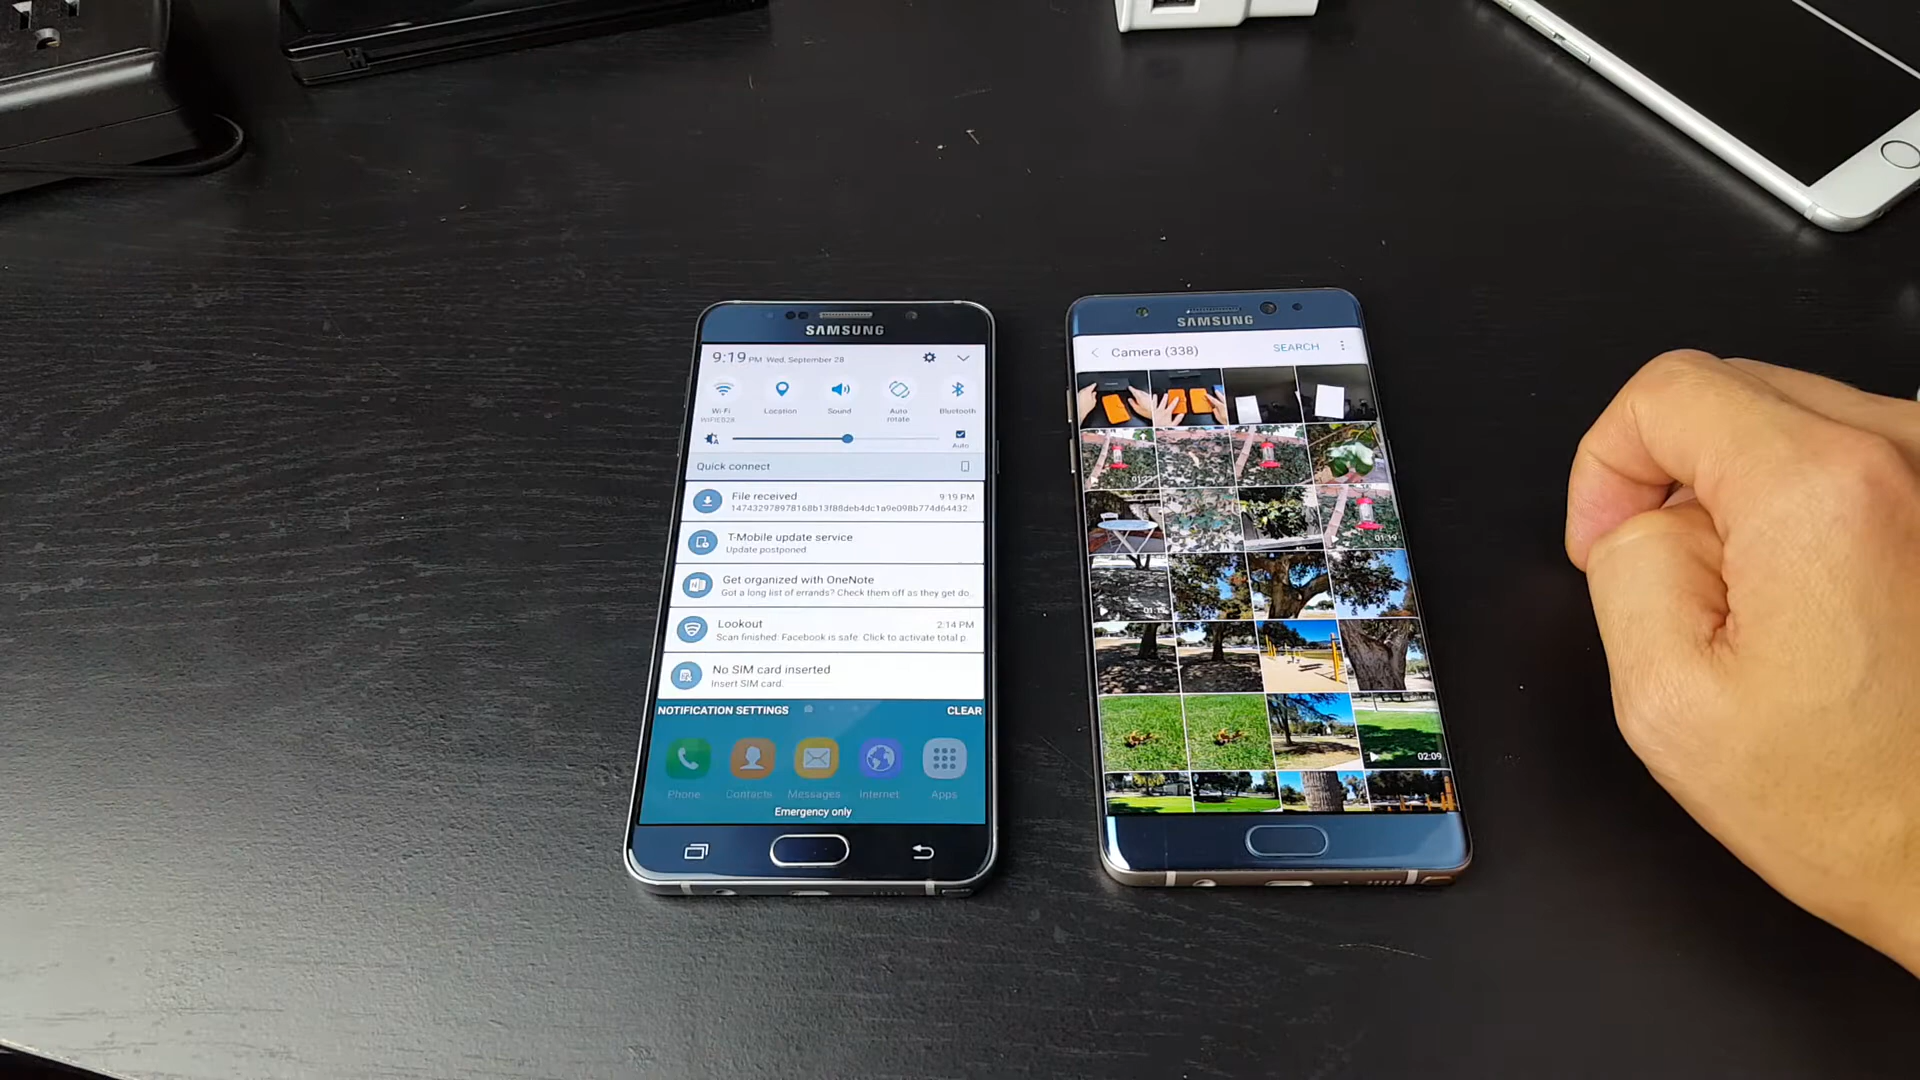 SAMSUNG
9:19 PM Wed, September 28
Wi-Fi
Location
Sound
Auto rotate
Bluetooth
Auto
Quick connect
File received 9:19 PM
T-Mobile update service
Update postponed
Get organized with OneNote
Got a long list of errands? Check them off as they get do...
Lookout 2:14 PM
Scan finished: Facebook is safe. Click to activate total p...
No SIM card inserted
Insert SIM card.
NOTIFICATION SETTINGS CLEAR
Phone Contacts Messages Internet Apps
Emergency only
SAMSUNG
Camera (338) SEARCH
01:19
02:09